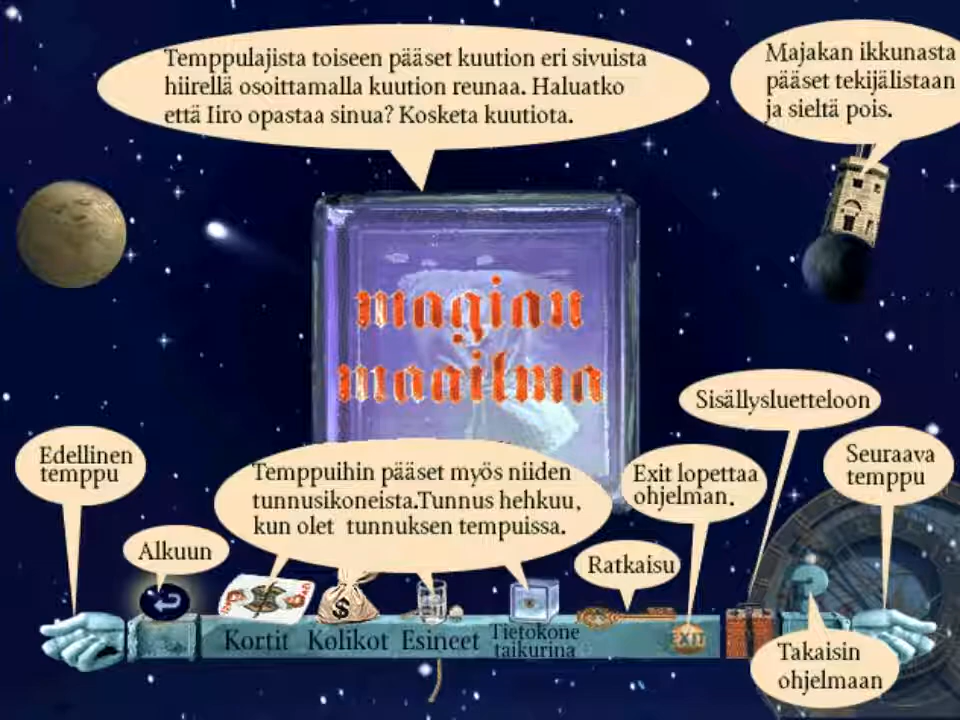 Temppulajista toiseen pääset kuution eri sivuista
hiirellä osoittamalla kuution reunaa. Haluatko
että Iiro opastaa sinua? Kosketa kuutiota.
Majakan ikkunasta
pääset tekijälistaan
ja sieltä pois.
magian
maailma
Sisällysluetteloon
Edellinen
temppu
Temppuihin pääset myös niiden
tunnusikoneista.Tunnus hehkuu,
kun olet tunnuksen tempuissa.
Exit lopettaa
ohjelman.
Seuraava
temppu
Alkuun
Ratkaisu
$
Kortit
Kolikot
Esineet
Tietokone
taikurina
EXIT
Takaisin
ohjelmaan